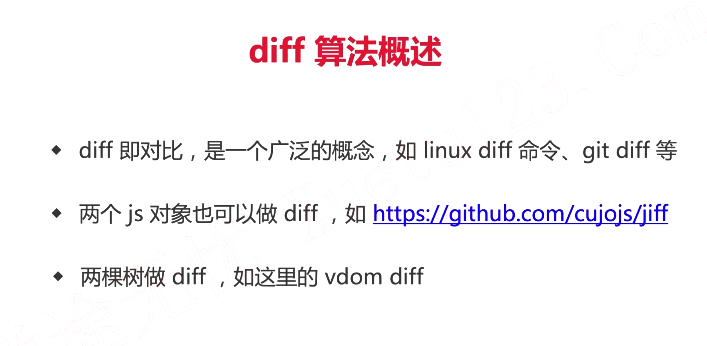 diff 算法概述
diff 即对比，是一个广泛的概念，如 linux diff 命令、git diff 等
两个 js 对象也可以做 diff ，如 https://github.com/cujojs/jiff
两棵树做 diff ，如这里的 vdom diff